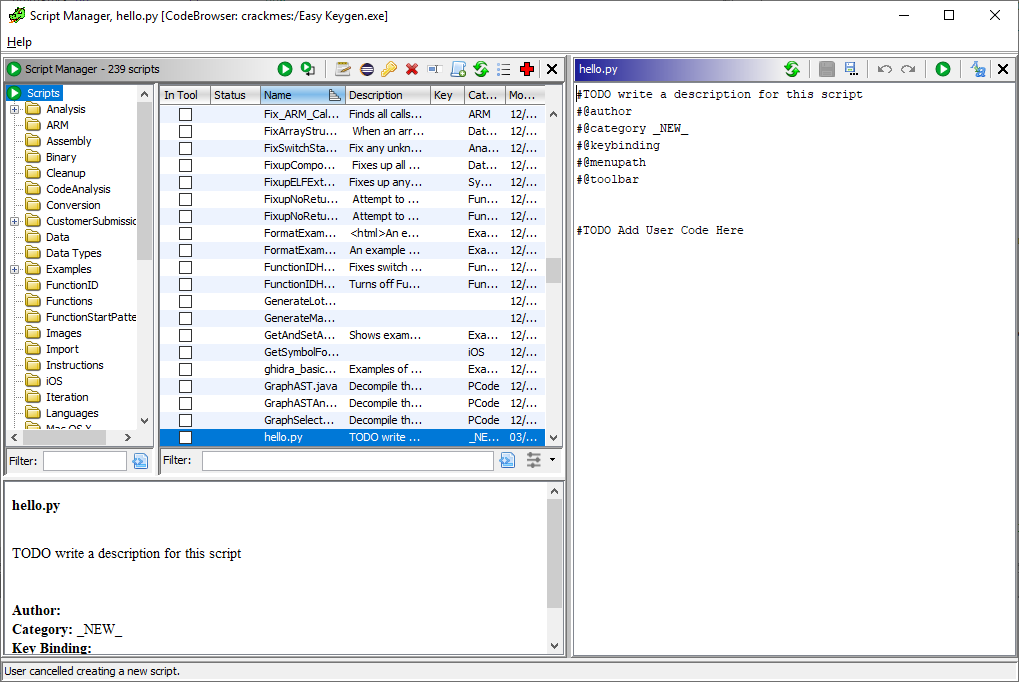 Script Manager, hello.py [CodeBrowser: crackmes:/Easy Keygen.exe]
Help
Script Manager - 239 scripts
Scripts
Analysis
ARM
Assembly
Binary
Cleanup
CodeAnalysis
Conversion
CustomerSubmissio
Data
Data Types
Examples
FunctionID
Functions
FunctionStartPatte
Images
Import
Instructions
iOS
Iteration
Languages
Mac OS X
Filter:
In Tool Status Name Description Key Cat... Mo...
Fix_ARM_Cal... Finds all calls... ARM 12/...
FixArrayStru... When an arr... Dat... 12/...
FixSwitchSta... Fix any unkn... Ana... 12/...
FixupCompo... Fixes up all ... Dat... 12/...
FixupELFExt... Fixes up any... Sy... 12/...
FixupNoRetu... Attempt to ... Fun... 12/...
FixupNoRetu... Attempt to ... Fun... 12/...
FormatExam... <html>An e... Exa... 12/...
FormatExam... An example ... Exa... 12/...
FunctionIDH... Fixes switch ... Fun... 12/...
FunctionIDH... Turns off Fu... Fun... 12/...
GenerateLot... 12/...
GenerateMa... 12/...
GetAndSetA... Shows exam... Exa... 12/...
GetSymbolFo... iOS 12/...
ghidra_basic... Examples of ... Exa... 12/...
GraphAST.java Decompile th... PCode 12/...
GraphASTAn... Decompile th... PCode 12/...
GraphSelect... Decompile th... PCode 12/...
hello.py TODO write ... _NE... 03/...
Filter:
hello.py
TODO write a description for this script
Author:
Category: _NEW_
Key Binding:
hello.py
#TODO write a description for this script
#@author
#@category _NEW_
#@keybinding
#@menupath
#@toolbar
#TODO Add User Code Here
User cancelled creating a new script.